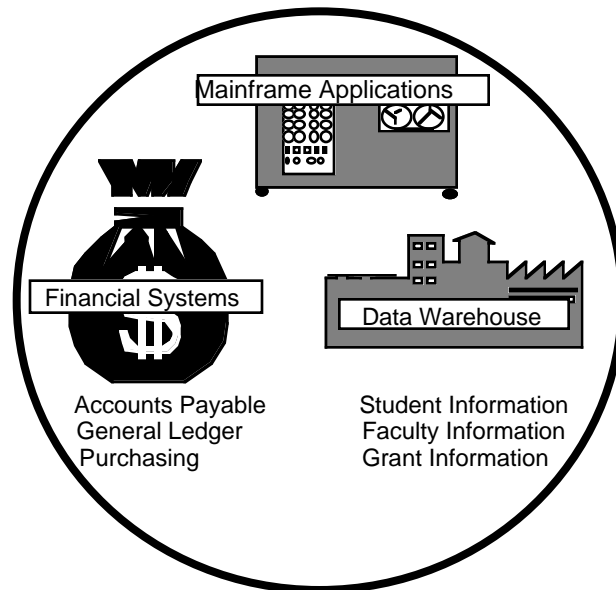 Mainframe Applications
Financial Systems
$
Data Warehouse
Accounts Payable
General Ledger
Purchasing
Student Information
Faculty Information
Grant Information